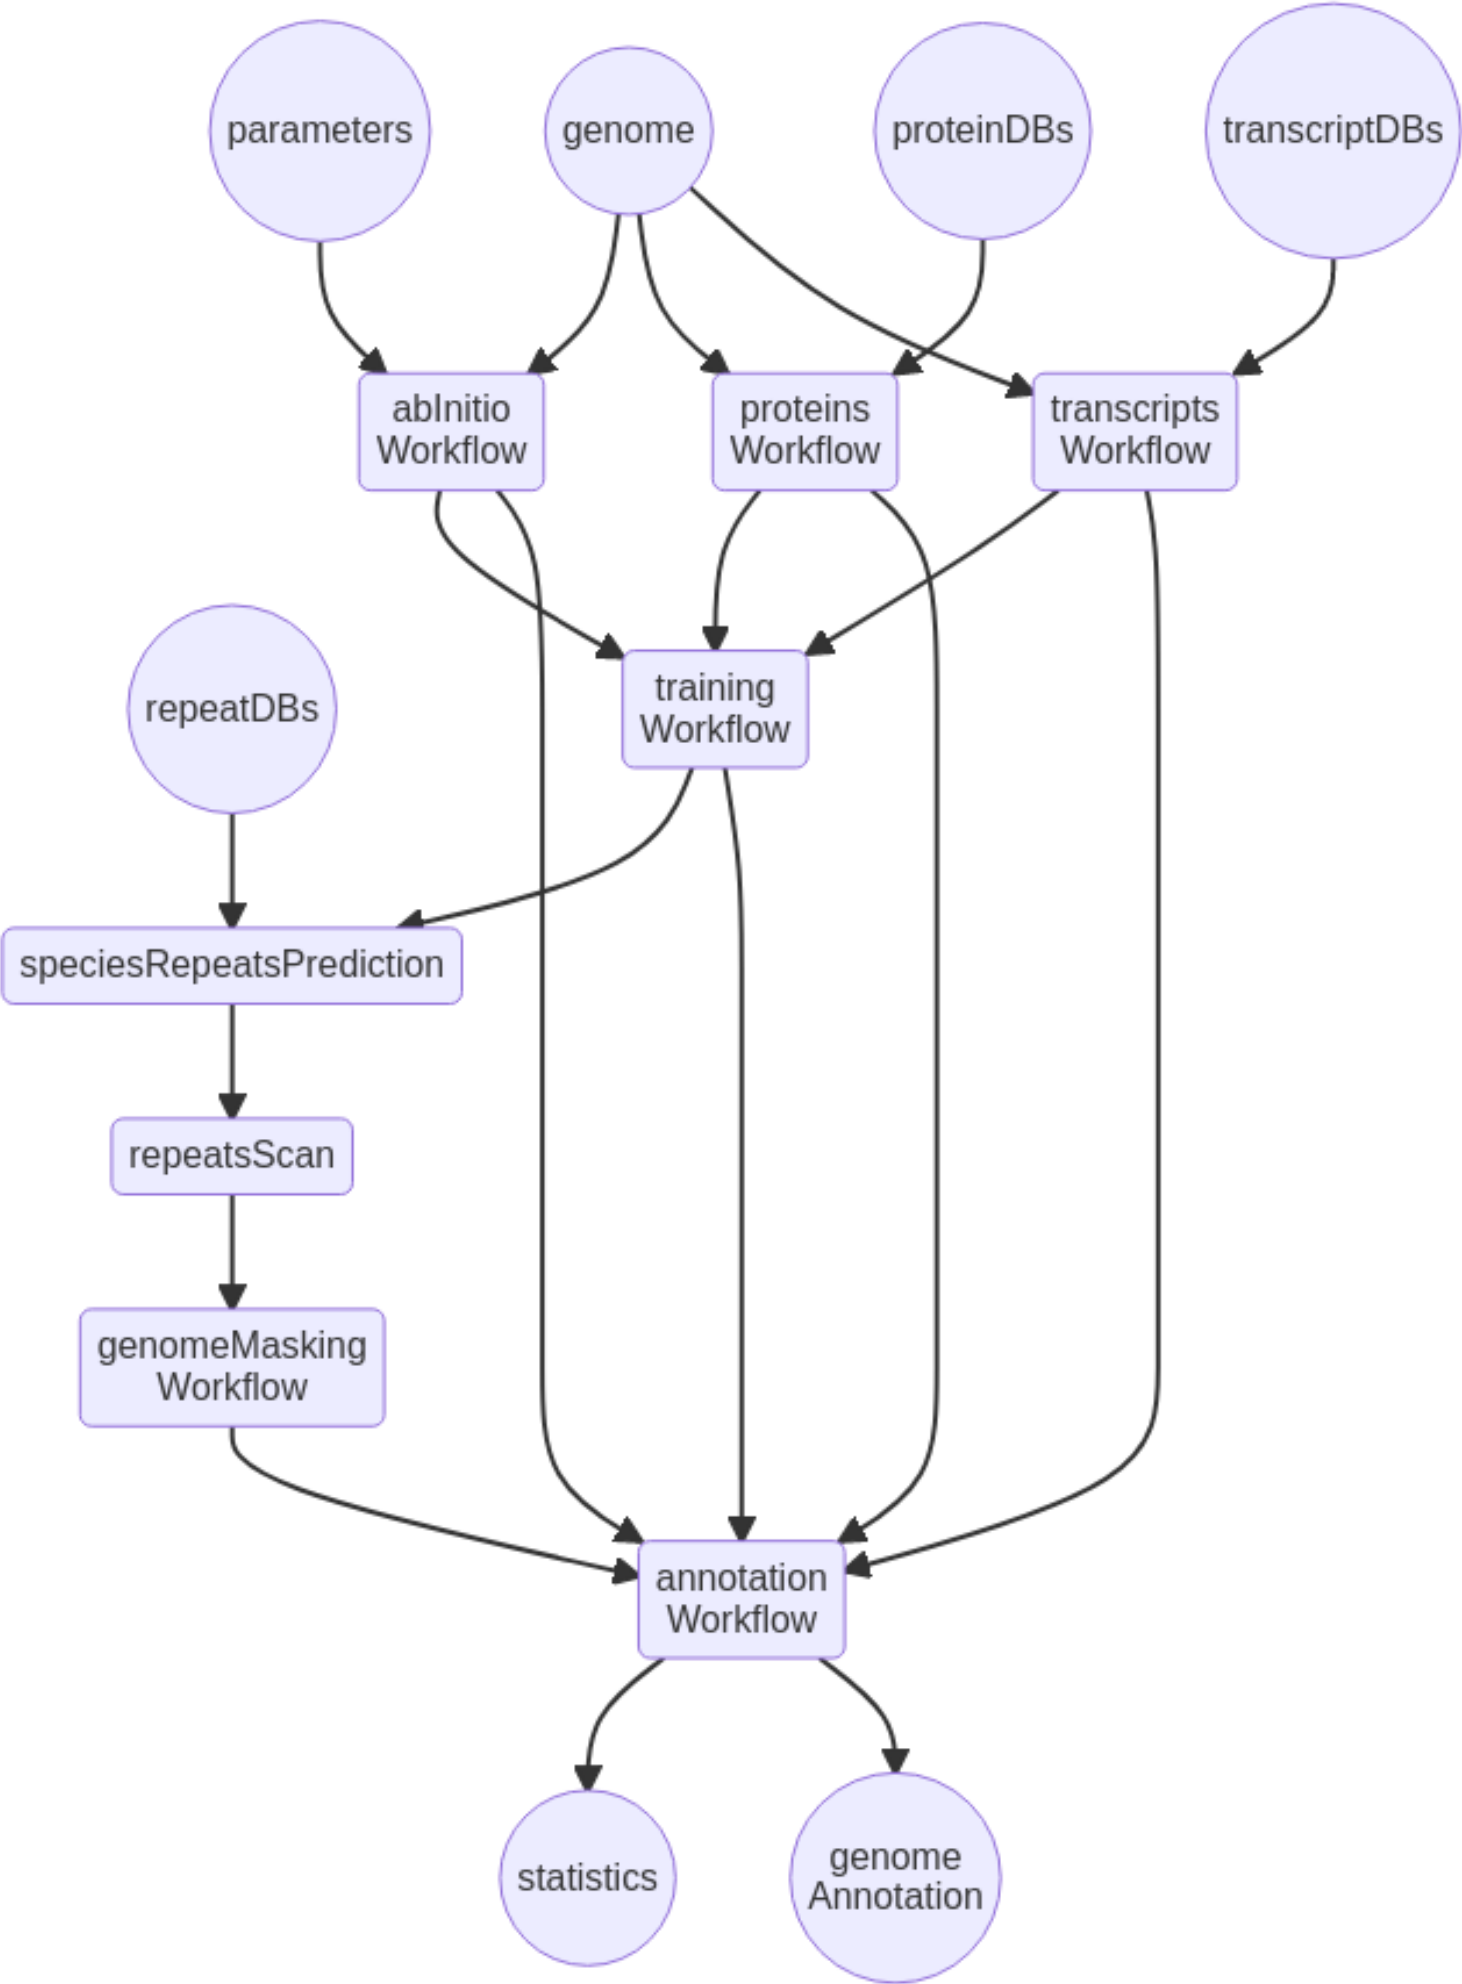 parameters
genome
proteinDBs
transcriptDBs
abInitio
Workflow
proteins
Workflow
transcripts
Workflow
training
Workflow
repeatDBs
speciesRepeatsPrediction
repeatsScan
genomeMasking
Workflow
annotation
Workflow
statistics
genome
Annotation